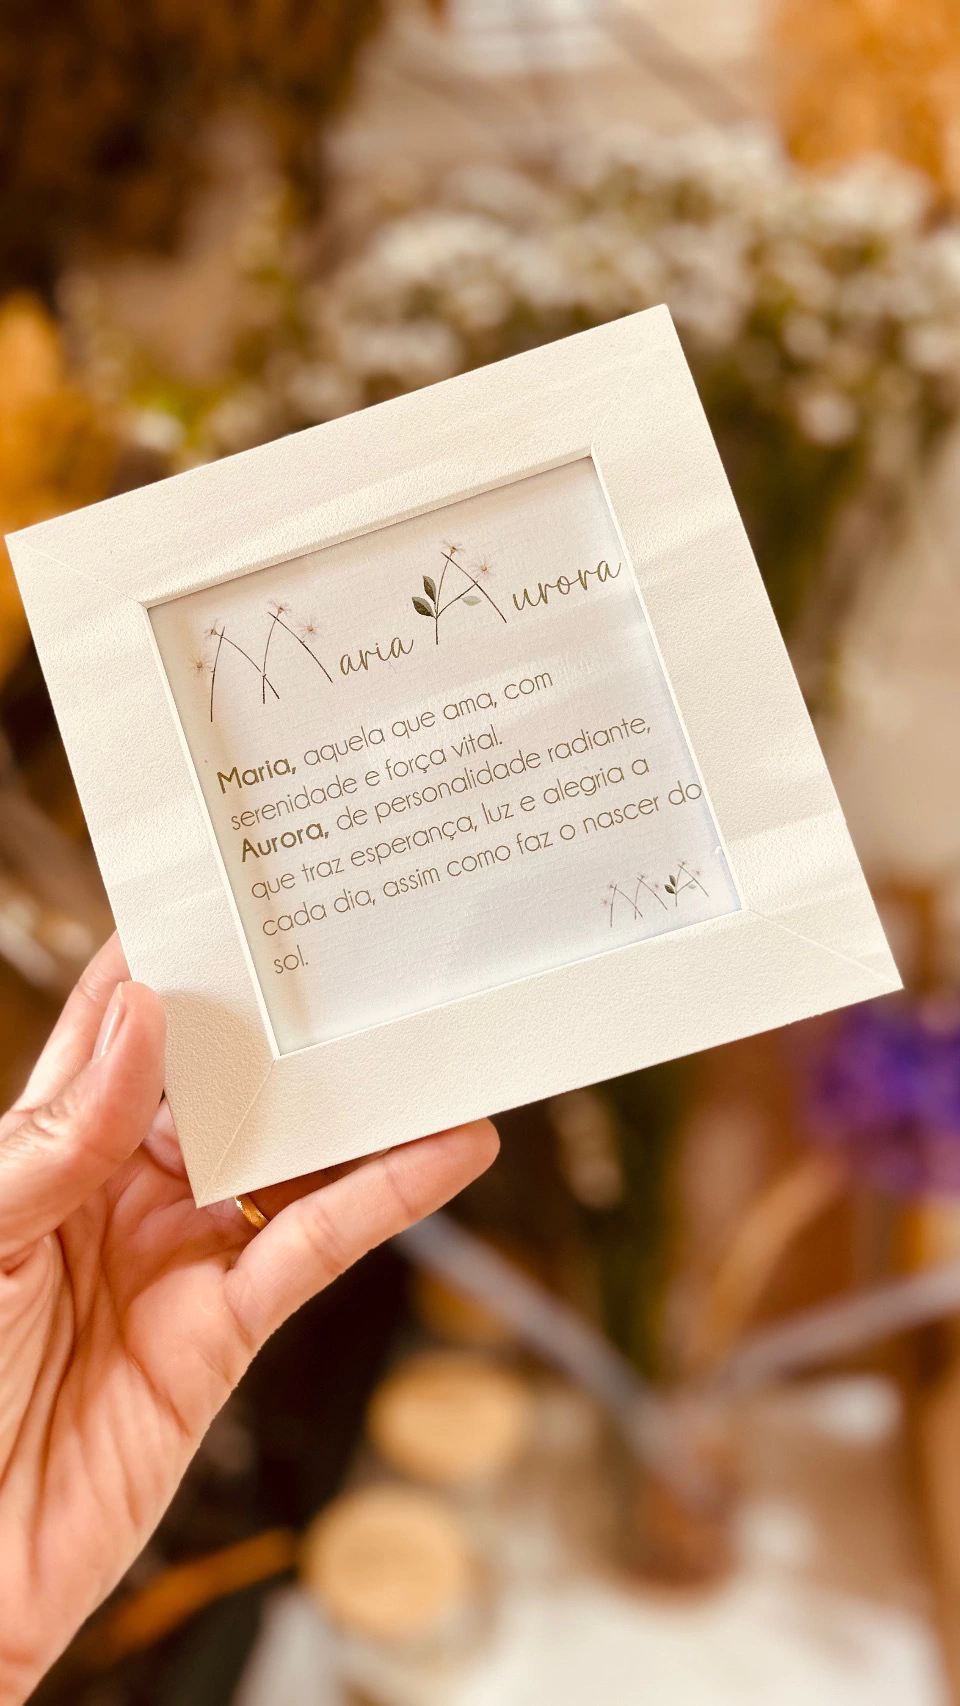 Maria Aurora
Maria, aquela que ama, com
serenidade e força vital.
Aurora, de personalidade radiante,
que traz esperança, luz e alegria a
cada dia, assim como faz o nascer do
sol.
MA